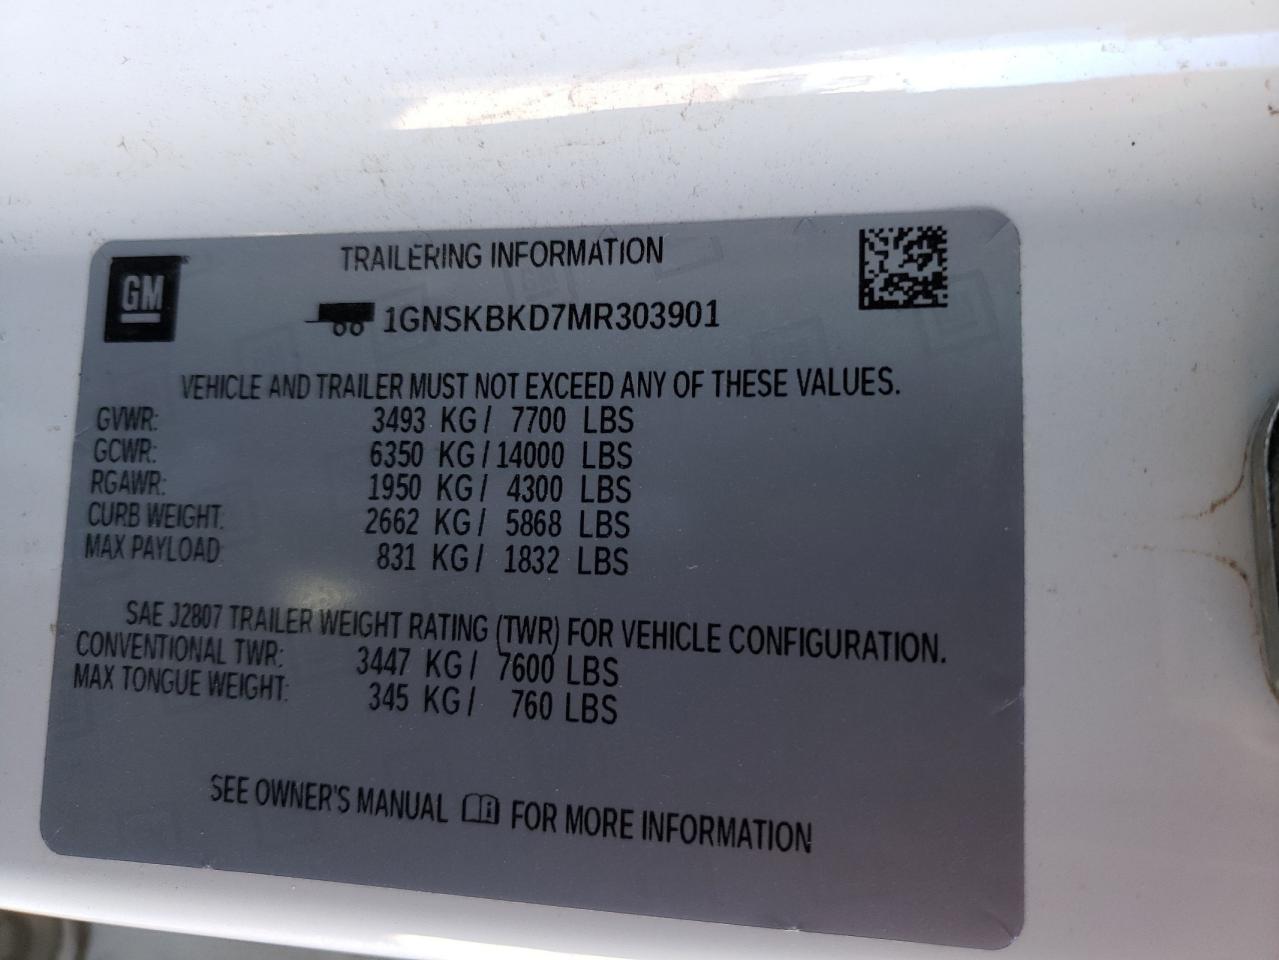 GM
TRAILERING INFORMATION
1GNSKBKD7MR303901
VEHICLE AND TRAILER MUST NOT EXCEED ANY OF THESE VALUES.
GVWR: 3493 KG/ 7700 LBS
GCWR: 6350 KG/14000 LBS
RGAWR: 1950 KG/ 4300 LBS
CURB WEIGHT: 2662 KG/ 5868 LBS
MAX PAYLOAD 831 KG/ 1832 LBS
SAE J2807 TRAILER WEIGHT RATING (TWR) FOR VEHICLE CONFIGURATION.
CONVENTIONAL TWR: 3447 KG/ 7600 LBS
MAX TONGUE WEIGHT: 345 KG/ 760 LBS
SEE OWNER'S MANUAL FOR MORE INFORMATION